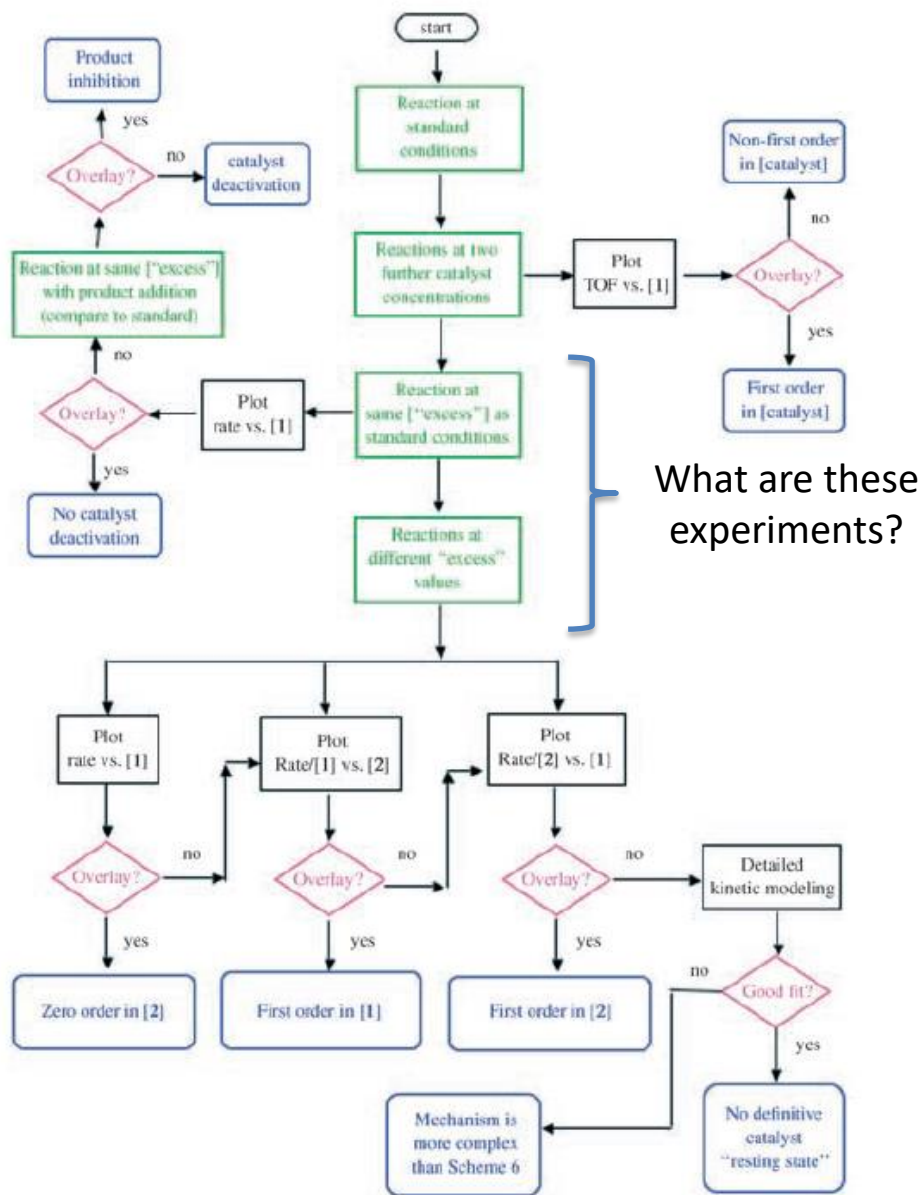 start
Product
inhibition
yes
Overlay?
no
catalyst
deactivation
Reaction at
standard
conditions
Non-first order
in [catalyst]
no
Reaction at same ["excess"]
with product addition
(compare to standard)
Reactions at two
further catalyst
concentrations
Plot
TOF vs. [1]
Overlay?
yes
First order
in [catalyst]
no
Overlay?
Plot
rate vs. [1]
Reaction at
same ["excess"] as
standard conditions
yes
No catalyst
deactivation
Reactions at
different "excess"
values
What are these
experiments?
Plot
rate vs. [1]
Plot
Rate/[1] vs. [2]
Plot
Rate/[2] vs. [1]
Overlay?
no
Overlay?
no
Overlay?
no
Detailed
kinetic modeling
yes
yes
yes
no
Good fit?
Zero order in [2]
First order in [1]
First order in [2]
yes
Mechanism is
more complex
than Scheme 6
No definitive
catalyst
"resting state"